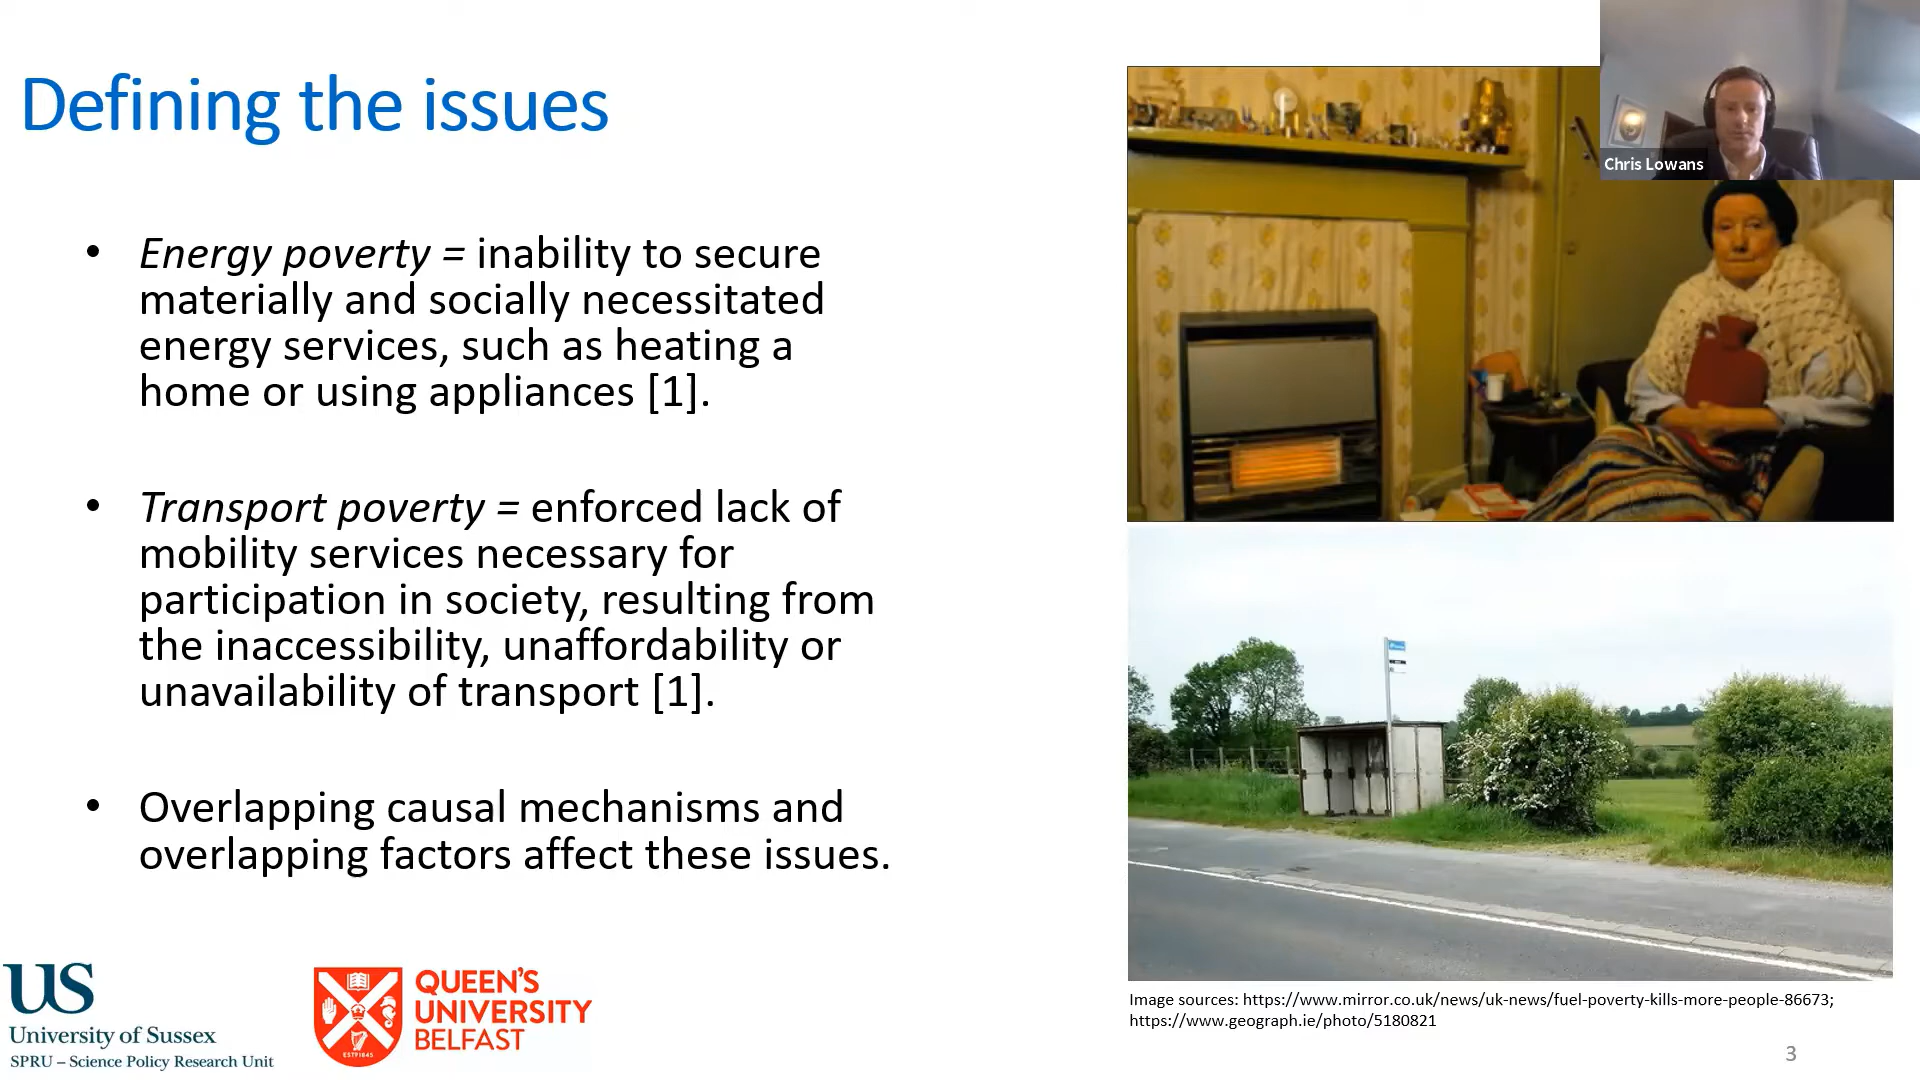 Defining the issues
• Energy poverty = inability to secure
materially and socially necessitated
energy services, such as heating a
home or using appliances [1].
• Transport poverty = enforced lack of
mobility services necessary for
participation in society, resulting from
the inaccessibility, unaffordability or
unavailability of transport [1].
• Overlapping causal mechanisms and
overlapping factors affect these issues.
Chris Lowans
Image sources: https://www.mirror.co.uk/news/uk-news/fuel-poverty-kills-more-people-86673;
https://www.geograph.ie/photo/5180821
US
University of Sussex
SPRU – Science Policy Research Unit
QUEEN'S
UNIVERSITY
BELFAST
ESTD1845
3